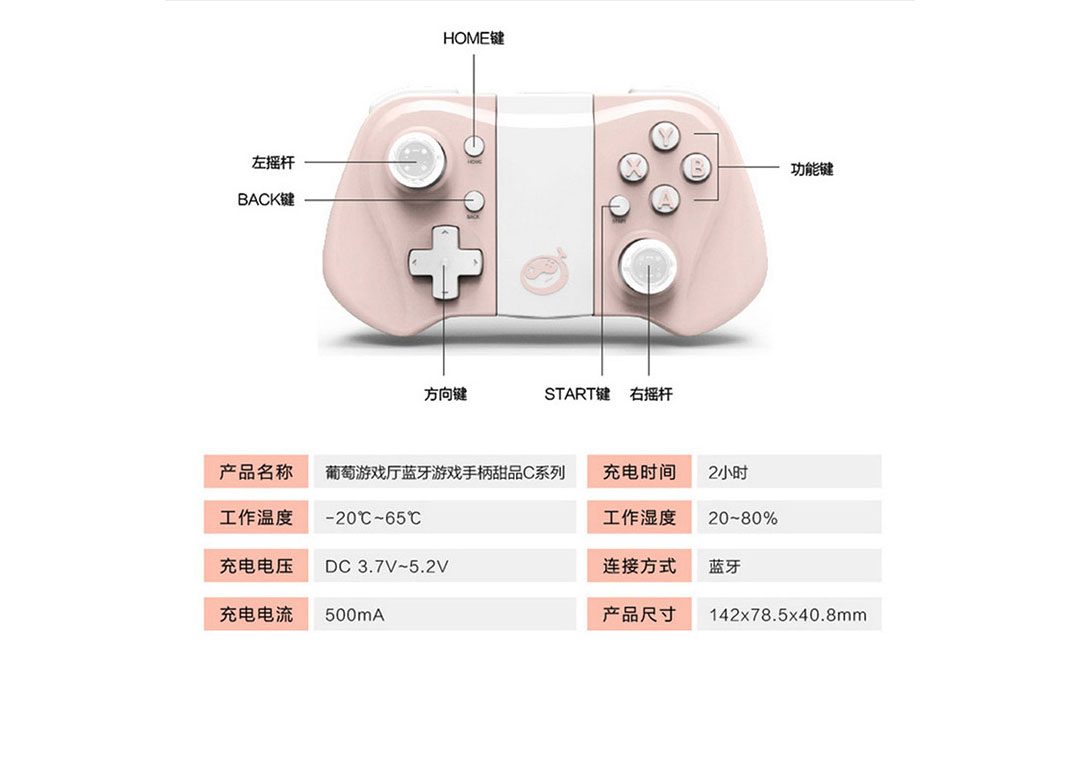 HOME键
Y
左摇杆
X
B
功能键
HOME
BACK键
A
BACK
START
方向键
START键
右摇杆
产品名称 葡萄游戏厅蓝牙游戏手柄甜品C系列 充电时间 2小时
工作温度 -20℃~65℃ 工作湿度 20~80%
充电电压 DC 3.7V~5.2V 连接方式 蓝牙
充电电流 500mA 产品尺寸 142x78.5x40.8mm